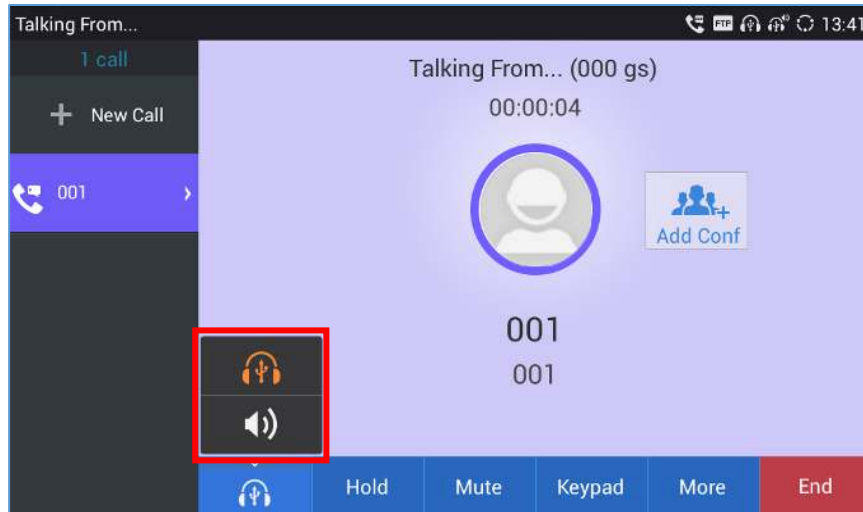 Talking From...
FTP
13:41
1 call
New Call
001
Talking From... (000 gs)
00:00:04
Add Conf
001
001
Hold
Mute
Keypad
More
End